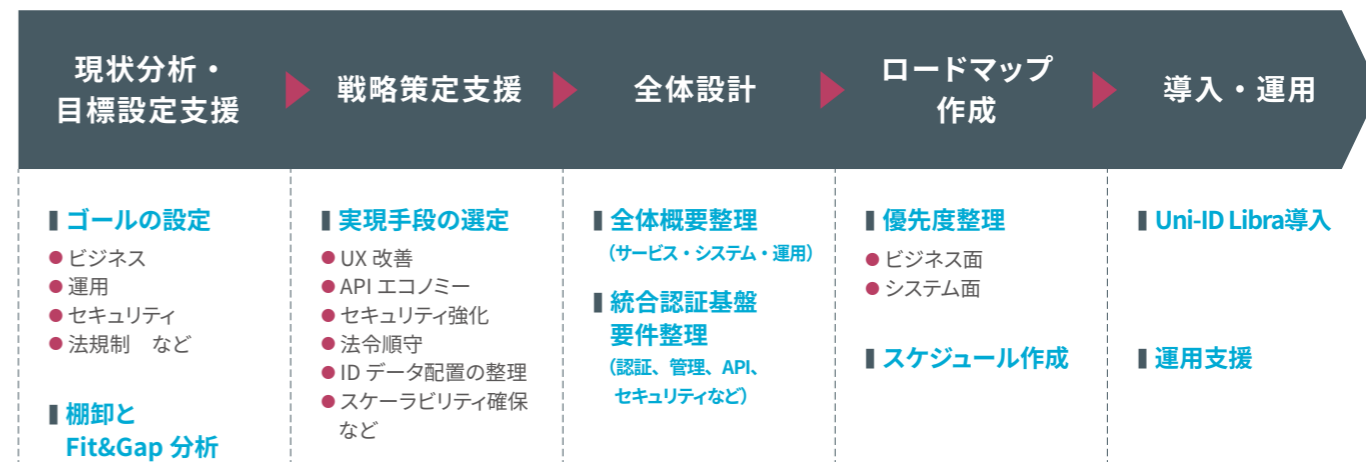 現状分析・
目標設定支援
戦略策定支援
全体設計
ロードマップ
作成
導入・運用
ゴールの設定
ビジネス
運用
セキュリティ
法規制　など
棚卸と
Fit&Gap 分析
実現手段の選定
UX 改善
API エコノミー
セキュリティ強化
法令順守
ID データ配置の整理
スケーラビリティ確保
など
全体概要整理
（サービス・システム・運用）
統合認証基盤
要件整理
（認証、管理、API、
セキュリティなど）
優先度整理
ビジネス面
システム面
スケジュール作成
Uni-ID Libra導入
運用支援